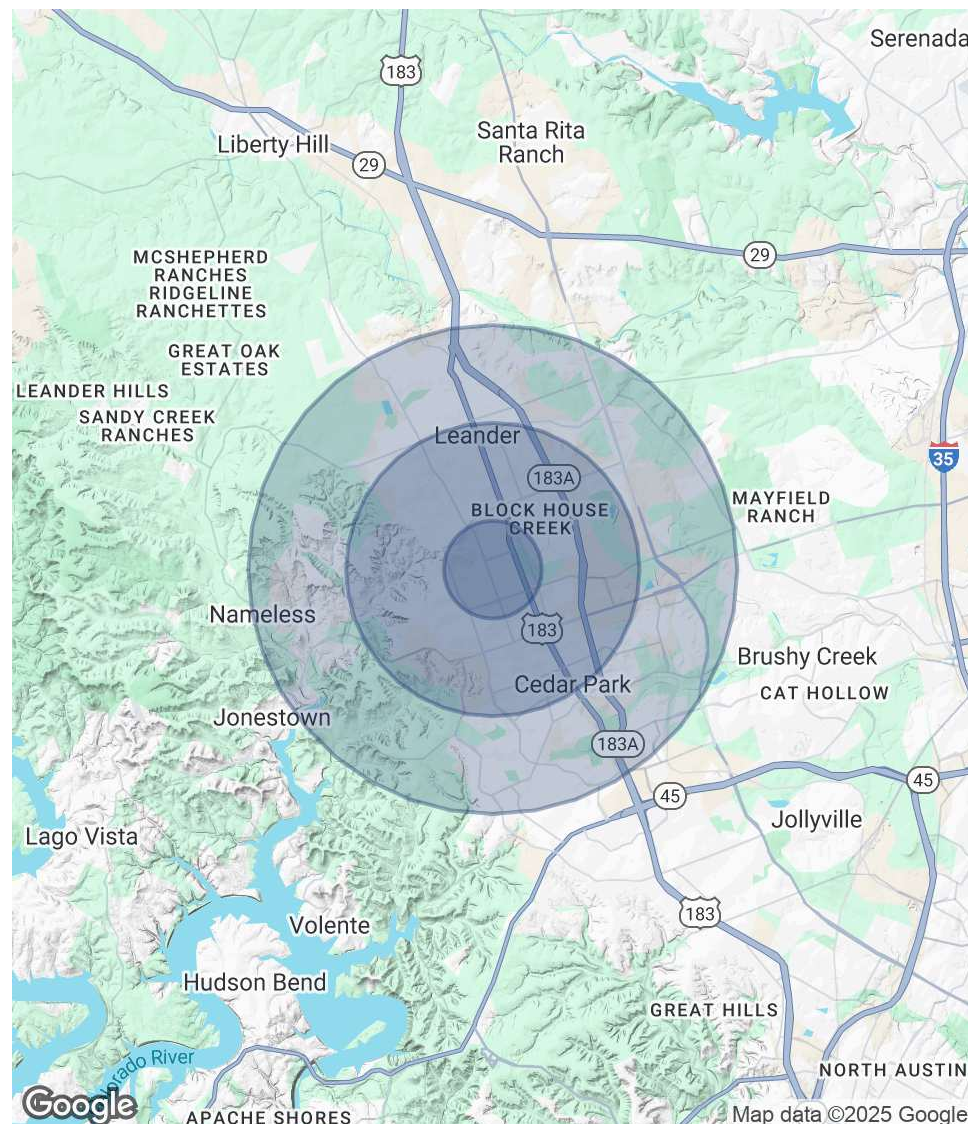 Serenada
183
Liberty Hill
Santa Rita
Ranch
29
29
MCSHEPHERD
RANCHES
RIDGELINE
RANCHETTES
GREAT OAK
ESTATES
LEANDER HILLS
SANDY CREEK
RANCHES
Leander
35
183A
MAYFIELD
RANCH
BLOCK HOUSE
CREEK
Nameless
183
Brushy Creek
Cedar Park
CAT HOLLOW
Jonestown
183A
45
45
Jollyville
Lago Vista
183
Volente
Hudson Bend
GREAT HILLS
orado River
NORTH AUSTIN
Google
APACHE SHORES
Map data ©2025 Google